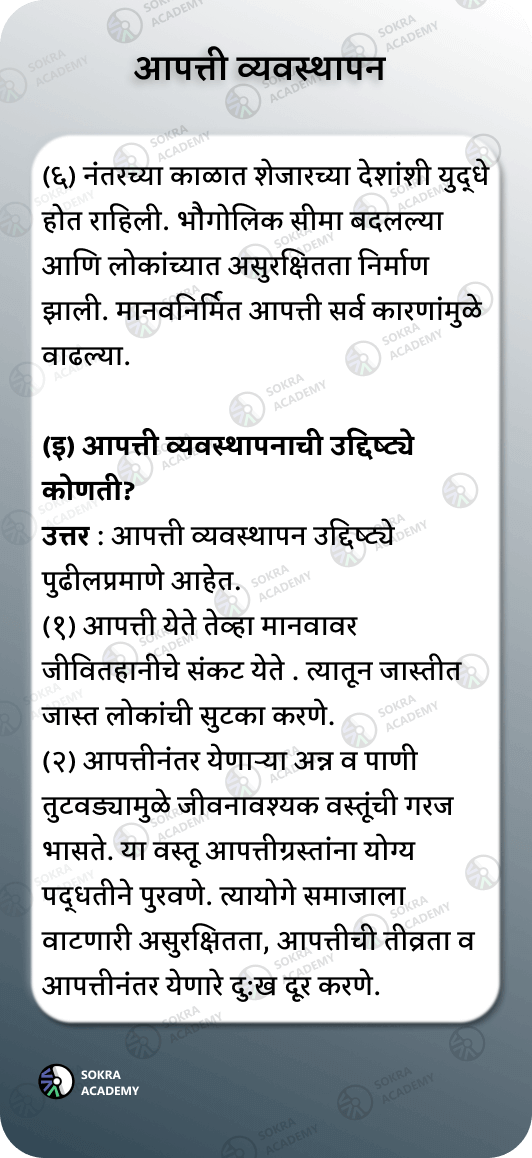 आपत्ती व्यवस्थापन
(६) नंतरच्या काळात शेजारच्या देशांशी युद्धे
होत राहिली. भौगोलिक सीमा बदलल्या
आणि लोकांच्यात असुरक्षितता निर्माण
झाली. मानवनिर्मित आपत्ती सर्व कारणांमुळे
वाढल्या.
(इ) आपत्ती व्यवस्थापनाची उद्दिष्ट्ये
कोणती?
उत्तर : आपत्ती व्यवस्थापन उद्दिष्ट्ये
पुढीलप्रमाणे आहेत.
(१) आपत्ती येते तेव्हा मानवावर
जीवितहानीचे संकट येते . त्यातून जास्तीत
जास्त लोकांची सुटका करणे.
(२) आपत्तीनंतर येणाऱ्या अन्न व पाणी
तुटवड्यामुळे जीवनावश्यक वस्तूंची गरज
भासते. या वस्तू आपत्तीग्रस्तांना योग्य
पद्धतीने पुरवणे. त्यायोगे समाजाला
वाटणारी असुरक्षितता, आपत्तीची तीव्रता व
आपत्तीनंतर येणारे दु:ख दूर करणे.
SOKRA
ACADEMY